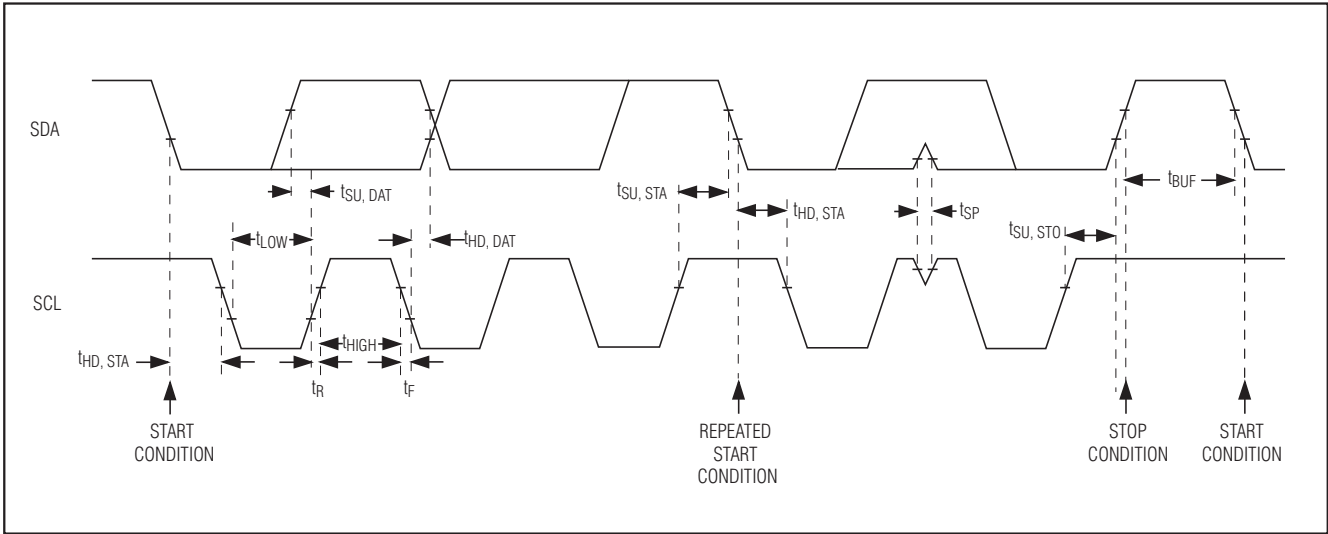 SDA
tSU, DAT
tSU, STA
tHD, STA
tSP
tBUF
tSU, STO
tLOW
tHD, DAT
SCL
tHIGH
tHD, STA
tR
tF
START
CONDITION
REPEATED
START
CONDITION
STOP
CONDITION
START
CONDITION